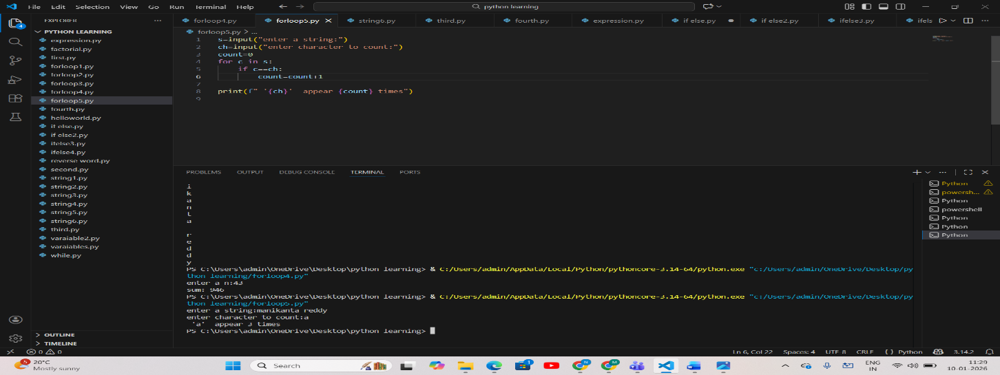 File Edit Selection View Go Run Terminal Help
python learning
EXPLORER
forloop4.py
forloop5.py
string6.py
third.py
fourth.py
expression.py
if else.py
if else2.py
ifelse3.py
ifels
PYTHON LEARNING
expression.py
factorial.py
first.py
forloop1.py
forloop2.py
forloop3.py
forloop4.py
forloop5.py
fourth.py
helloworld.py
if else.py
if else2.py
ifelse3.py
ifelse4.py
reverse word.py
second.py
string1.py
string2.py
string3.py
string4.py
string5.py
string6.py
third.py
varaiable2.py
varaiables.py
while.py
OUTLINE
TIMELINE
forloop5.py > ...
1 s=input("enter a string:")
2 ch=input("enter character to count:")
3 count=0
4 for c in s:
5 if c==ch:
6 count=count+1
7
8 print(f" '{ch}'  appear {count} times")
9
PROBLEMS OUTPUT DEBUG CONSOLE TERMINAL PORTS
i
k
a
n
t
a
r
e
d
d
y
PS C:\Users\admin\OneDrive\Desktop\python learning> & C:/Users/admin/AppData/Local/Python/pythoncore-3.14-64/python.exe "c:/Users/admin/OneDrive/Desktop/py
thon learning/forloop4.py"
enter a n:43
sum: 946
PS C:\Users\admin\OneDrive\Desktop\python learning> & C:/Users/admin/AppData/Local/Python/pythoncore-3.14-64/python.exe "c:/Users/admin/OneDrive/Desktop/py
thon learning/forloop5.py"
enter a string:manikanta reddy
enter character to count:a
'a'  appear 3 times
PS C:\Users\admin\OneDrive\Desktop\python learning>
Python
powersh...
Python
powershell
Python
Python
Python
0 0
Ln 6, Col 22 Spaces: 4 UTF-8 CRLF {} Python 3.14.2
20°C
Mostly sunny
Search
ENG
IN
11:29
10-01-2026